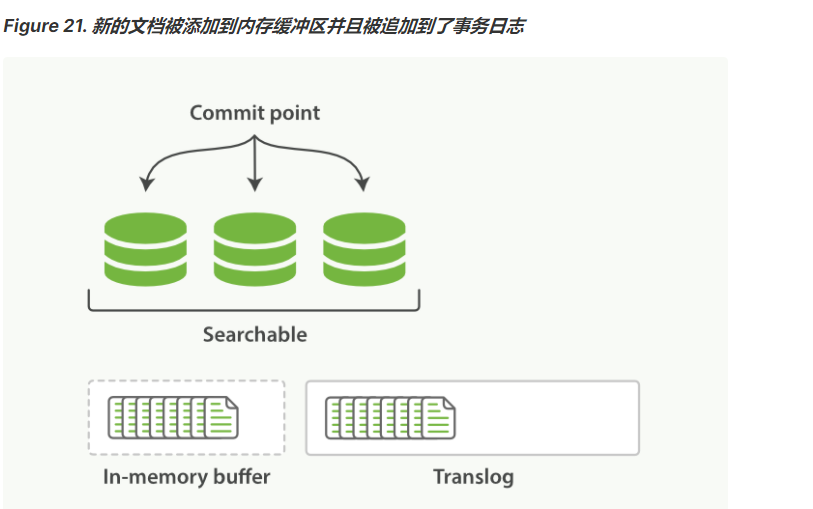 Figure 21. 新的文档被添加到内存缓冲区并且被追加到了事务日志
Commit point
Searchable
In-memory buffer
Translog